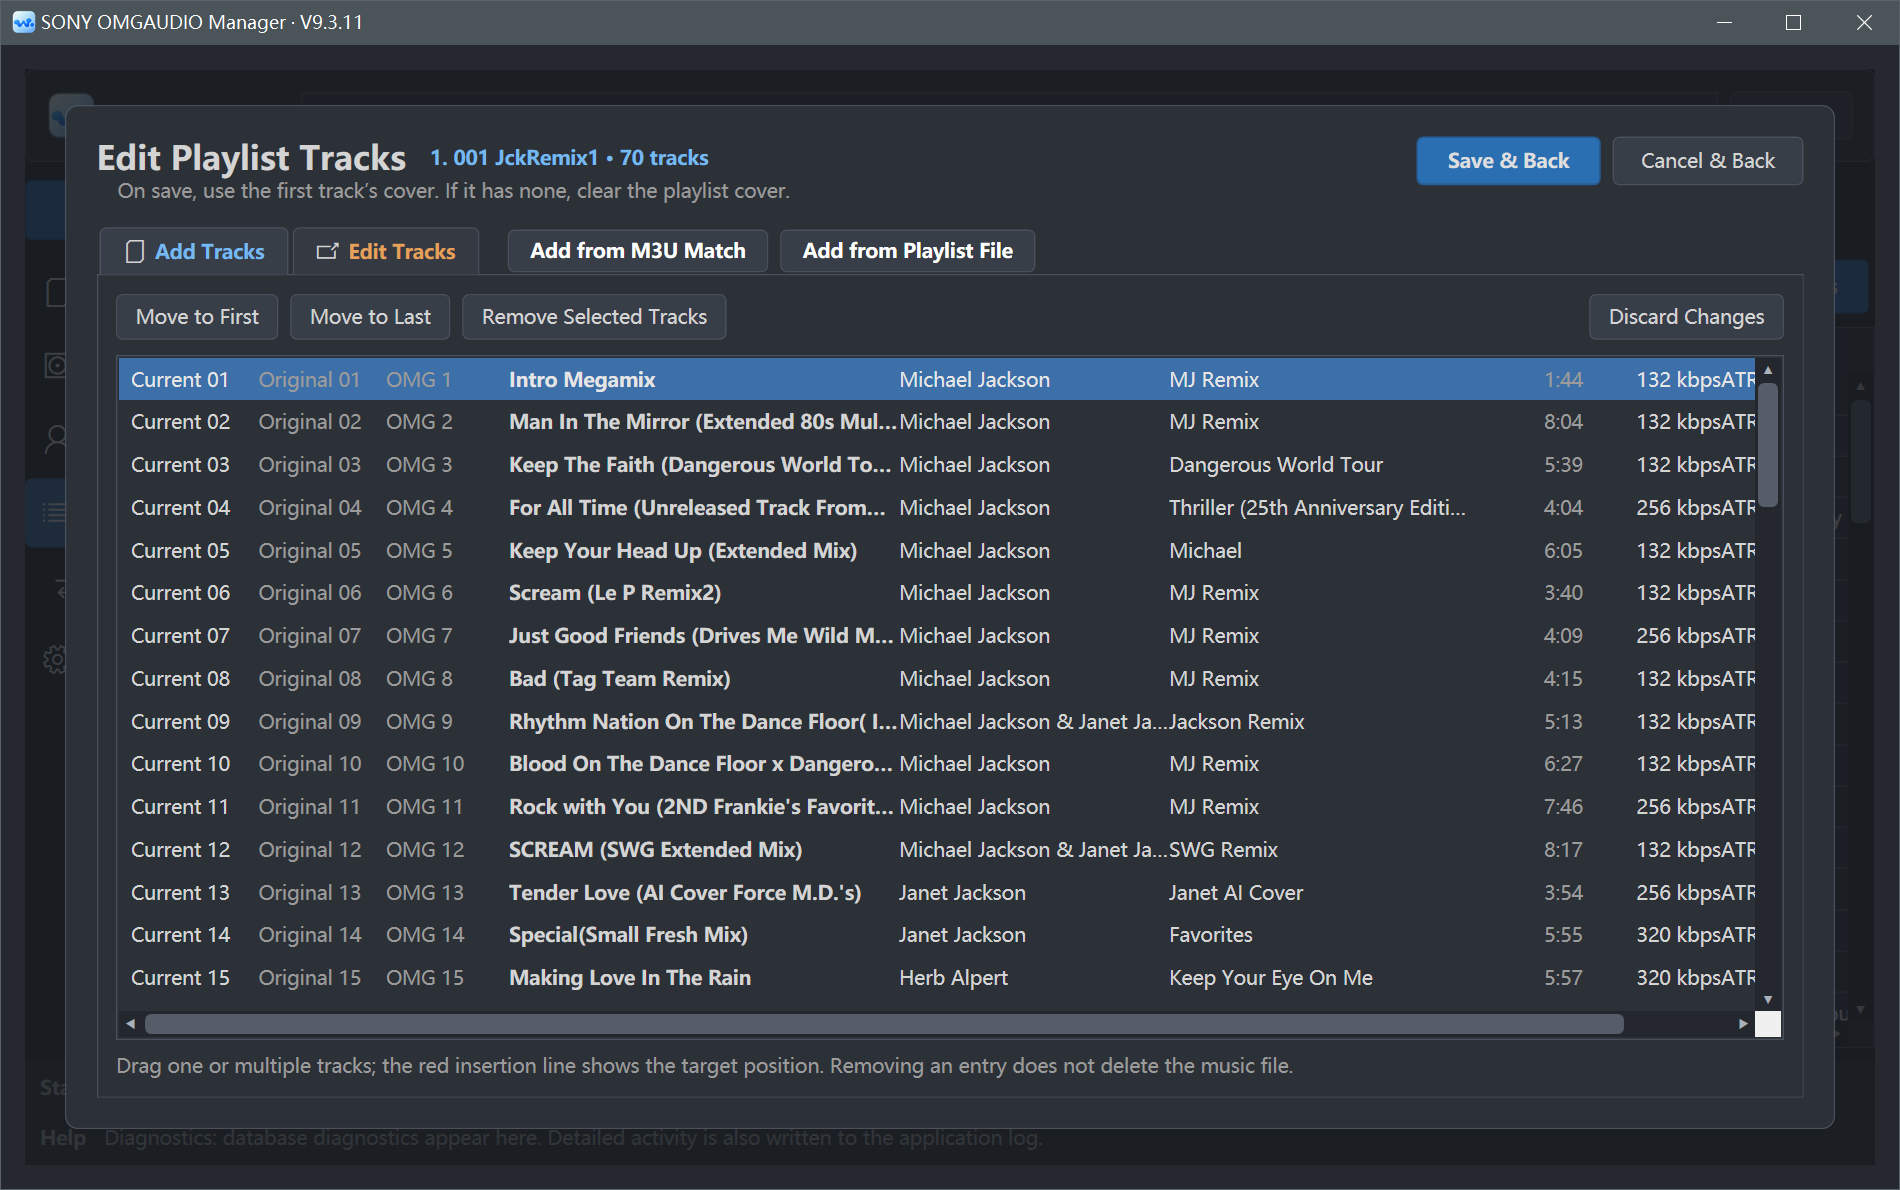 SONY OMGAUDIO Manager · V9.3.11
Edit Playlist Tracks 1. 001 JckRemix1 • 70 tracks Save & Back Cancel & Back
On save, use the first track’s cover. If it has none, clear the playlist cover.
Add Tracks Edit Tracks Add from M3U Match Add from Playlist File
Move to First Move to Last Remove Selected Tracks Discard Changes
Current 01 Original 01 OMG 1 Intro Megamix Michael Jackson MJ Remix 1:44 132 kbpsATR
Current 02 Original 02 OMG 2 Man In The Mirror (Extended 80s Mul... Michael Jackson MJ Remix 8:04 132 kbpsATR
Current 03 Original 03 OMG 3 Keep The Faith (Dangerous World To... Michael Jackson Dangerous World Tour 5:39 132 kbpsATR
Current 04 Original 04 OMG 4 For All Time (Unreleased Track From... Michael Jackson Thriller (25th Anniversary Editi... 4:04 256 kbpsATR
Current 05 Original 05 OMG 5 Keep Your Head Up (Extended Mix) Michael Jackson Michael 6:05 132 kbpsATR
Current 06 Original 06 OMG 6 Scream (Le P Remix2) Michael Jackson MJ Remix 3:40 132 kbpsATR
Current 07 Original 07 OMG 7 Just Good Friends (Drives Me Wild M... Michael Jackson MJ Remix 4:09 256 kbpsATR
Current 08 Original 08 OMG 8 Bad (Tag Team Remix) Michael Jackson MJ Remix 4:15 132 kbpsATR
Current 09 Original 09 OMG 9 Rhythm Nation On The Dance Floor( I... Michael Jackson & Janet Ja... Jackson Remix 5:13 132 kbpsATR
Current 10 Original 10 OMG 10 Blood On The Dance Floor x Dangero... Michael Jackson MJ Remix 6:27 132 kbpsATR
Current 11 Original 11 OMG 11 Rock with You (2ND Frankie's Favorit... Michael Jackson MJ Remix 7:46 256 kbpsATR
Current 12 Original 12 OMG 12 SCREAM (SWG Extended Mix) Michael Jackson & Janet Ja... SWG Remix 8:17 132 kbpsATR
Current 13 Original 13 OMG 13 Tender Love (AI Cover Force M.D.'s) Janet Jackson Janet AI Cover 3:54 256 kbpsATR
Current 14 Original 14 OMG 14 Special(Small Fresh Mix) Janet Jackson Favorites 5:55 320 kbpsATR
Current 15 Original 15 OMG 15 Making Love In The Rain Herb Alpert Keep Your Eye On Me 5:57 320 kbpsATR
Drag one or multiple tracks; the red insertion line shows the target position. Removing an entry does not delete the music file.
Help Diagnostics: database diagnostics appear here. Detailed activity is also written to the application log.